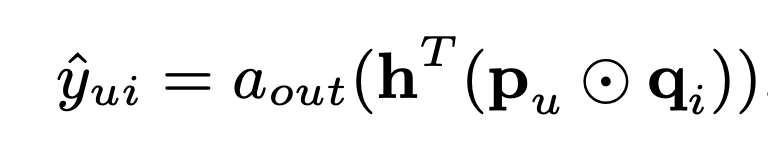 ŷ_{ui} = a_{out}(𝐡^T(𝐩_u ⊙ 𝐪_i)).